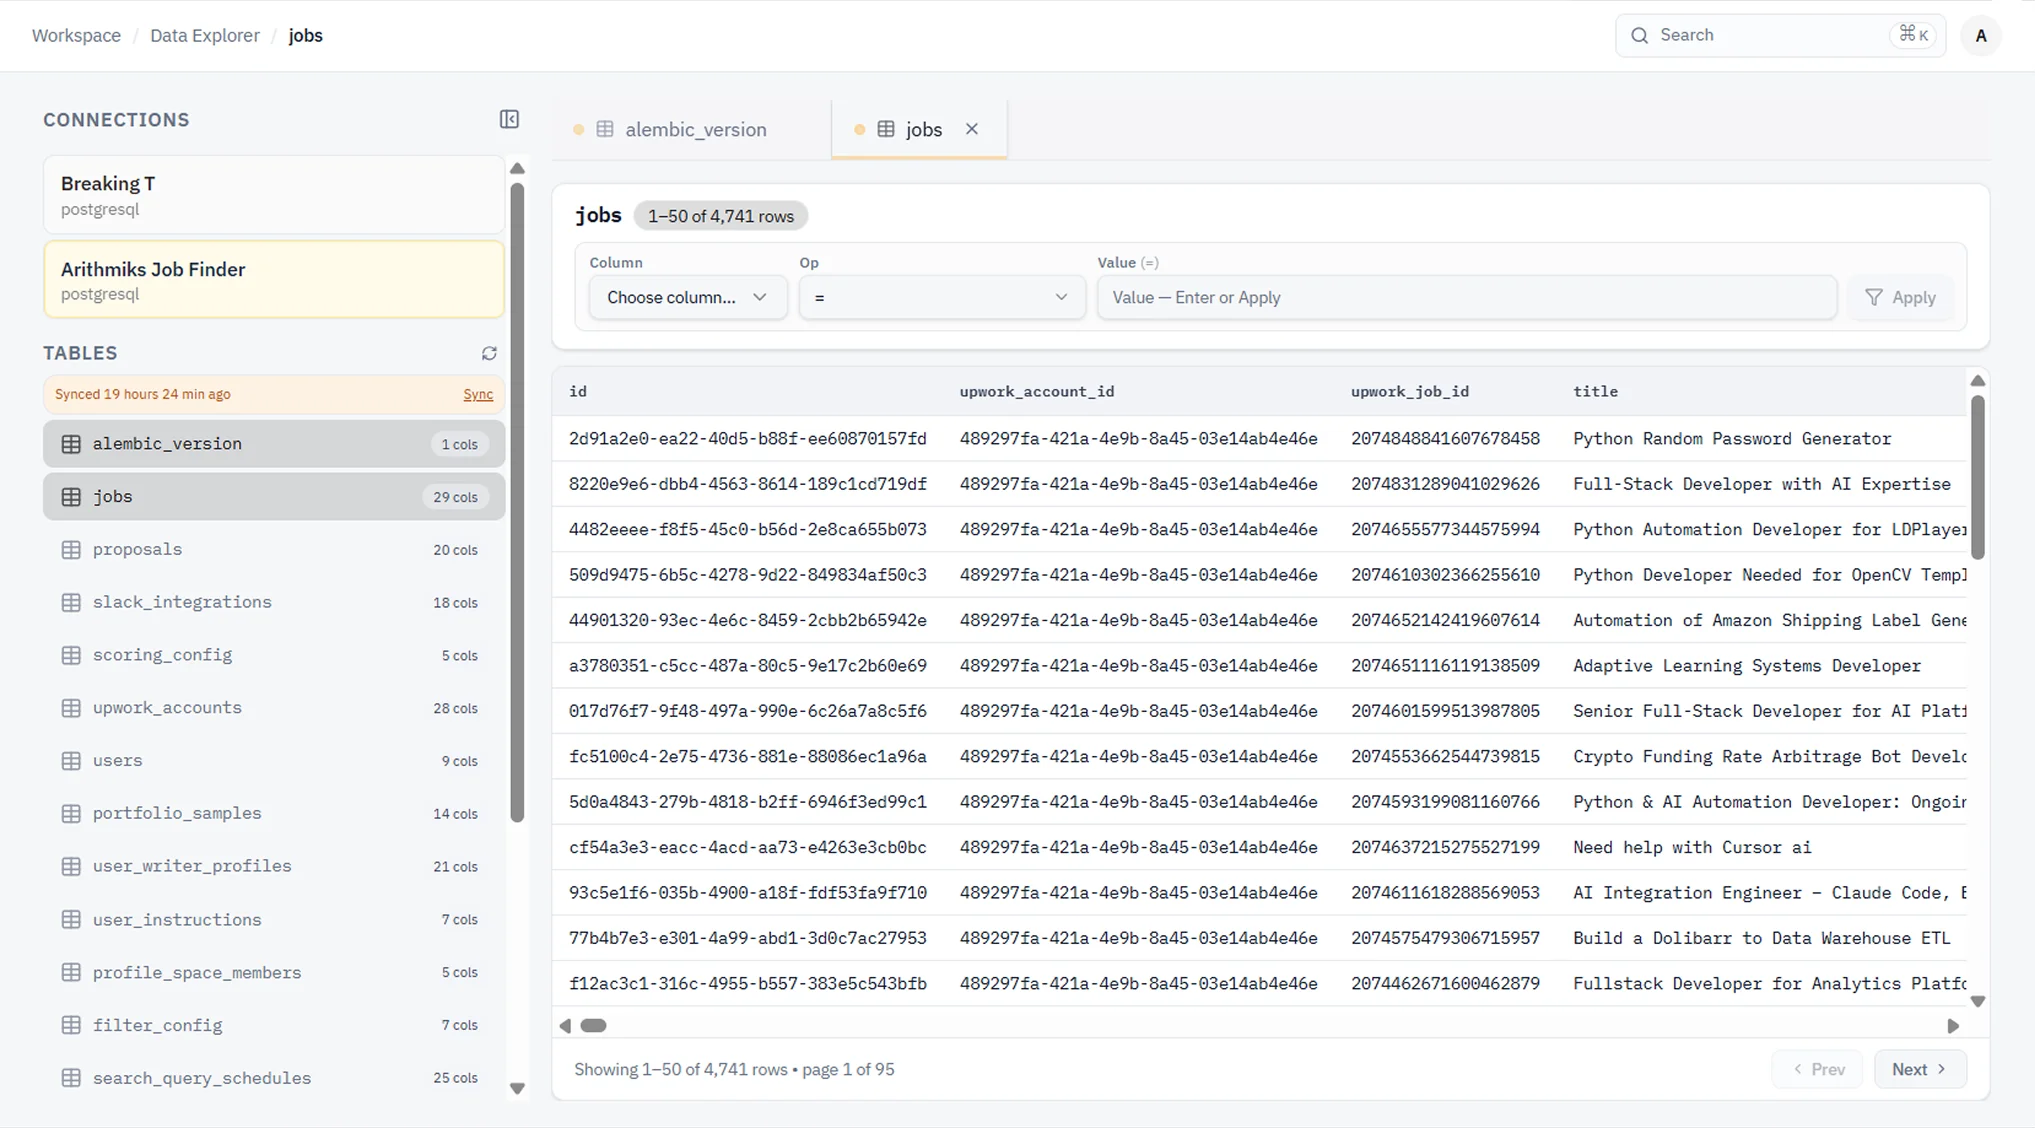 Workspace / Data Explorer / jobs
Search
⌘ K
A
CONNECTIONS
Breaking T
postgresql
Arithmiks Job Finder
postgresql
TABLES
Synced 19 hours 24 min ago Sync
alembic_version 1 cols
jobs 29 cols
proposals 20 cols
slack_integrations 18 cols
scoring_config 5 cols
upwork_accounts 28 cols
users 9 cols
portfolio_samples 14 cols
user_writer_profiles 21 cols
user_instructions 7 cols
profile_space_members 5 cols
filter_config 7 cols
search_query_schedules 25 cols
alembic_version
jobs
jobs 1–50 of 4,741 rows
Column Op Value (=)
Choose column... = Value — Enter or Apply Apply
id upwork_account_id upwork_job_id title
2d91a2e0-ea22-40d5-b88f-ee60870157fd 489297fa-421a-4e9b-8a45-03e14ab4e46e 2074848841607678458 Python Random Password Generator
8220e9e6-dbb4-4563-8614-189c1cd719df 489297fa-421a-4e9b-8a45-03e14ab4e46e 2074831289041029626 Full-Stack Developer with AI Expertise
4482eeee-f8f5-45c0-b56d-2e8ca655b073 489297fa-421a-4e9b-8a45-03e14ab4e46e 2074655577344575994 Python Automation Developer for LDPlayer
509d9475-6b5c-4278-9d22-849834af50c3 489297fa-421a-4e9b-8a45-03e14ab4e46e 2074610302366255610 Python Developer Needed for OpenCV Templ
44901320-93ec-4e6c-8459-2cbb2b65942e 489297fa-421a-4e9b-8a45-03e14ab4e46e 2074652142419607614 Automation of Amazon Shipping Label Gene
a3780351-c5cc-487a-80c5-9e17c2b60e69 489297fa-421a-4e9b-8a45-03e14ab4e46e 2074651116119138509 Adaptive Learning Systems Developer
017d76f7-9f48-497a-990e-6c26a7a8c5f6 489297fa-421a-4e9b-8a45-03e14ab4e46e 2074601599513987805 Senior Full-Stack Developer for AI Platf
fc5100c4-2e75-4736-881e-88086ec1a96a 489297fa-421a-4e9b-8a45-03e14ab4e46e 2074553662544739815 Crypto Funding Rate Arbitrage Bot Develo
5d0a4843-279b-4818-b2ff-6946f3ed99c1 489297fa-421a-4e9b-8a45-03e14ab4e46e 2074593199081160766 Python & AI Automation Developer: Ongoin
cf54a3e3-eacc-4acd-aa73-e4263e3cb0bc 489297fa-421a-4e9b-8a45-03e14ab4e46e 2074637215275527199 Need help with Cursor ai
93c5e1f6-035b-4900-a18f-fdf53fa9f710 489297fa-421a-4e9b-8a45-03e14ab4e46e 2074611618288569053 AI Integration Engineer – Claude Code, E
77b4b7e3-e301-4a99-abd1-3d0c7ac27953 489297fa-421a-4e9b-8a45-03e14ab4e46e 2074575479306715957 Build a Dolibarr to Data Warehouse ETL
f12ac3c1-316c-4955-b557-383e5c543bfb 489297fa-421a-4e9b-8a45-03e14ab4e46e 2074462671600462879 Fullstack Developer for Analytics Platfo
Showing 1–50 of 4,741 rows • page 1 of 95
Prev Next